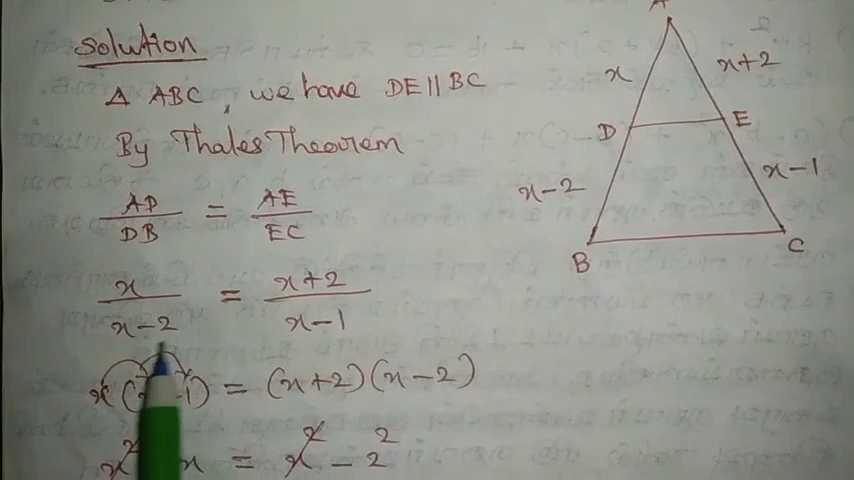 Solution
Δ ABC, we have DE || BC
By Thales Theorem
AD/DB = AE/EC
x/(x-2) = (x+2)/(x-1)
x( -1) = (x+2)(x-2)
x² x = x² - 2²
A
x
x+2
D
E
x-2
x-1
B
C